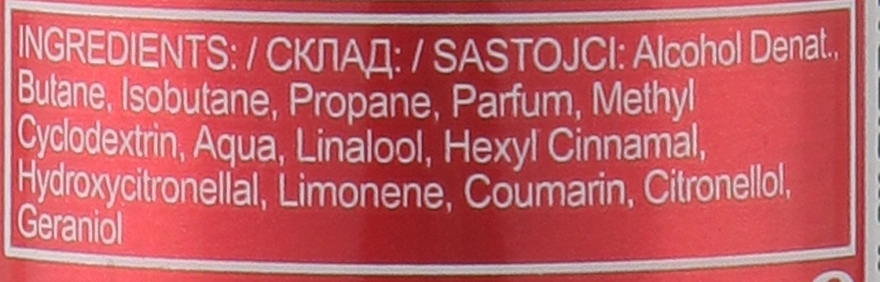 INGREDIENTS: / СКЛАД: / SASTOJCI: Alcohol Denat.,
Butane, Isobutane, Propane, Parfum, Methyl
Cyclodextrin, Aqua, Linalool, Hexyl Cinnamal,
Hydroxycitronellal, Limonene, Coumarin, Citronellol,
Geraniol